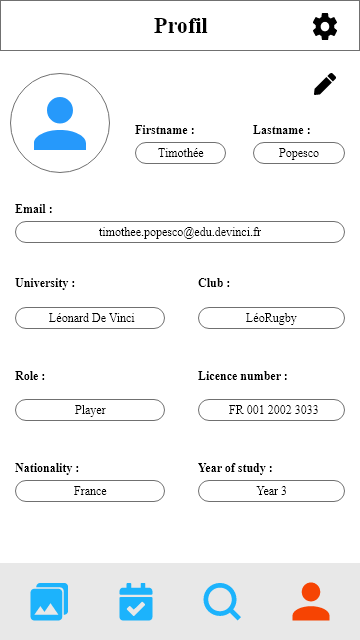 Profil
Firstname : Lastname :
Timothée Popesco
Email :
timothee.popesco@edu.devinci.fr
University : Club :
Léonard De Vinci LéoRugby
Role : Licence number :
Player FR 001 2002 3033
Nationality : Year of study :
France Year 3